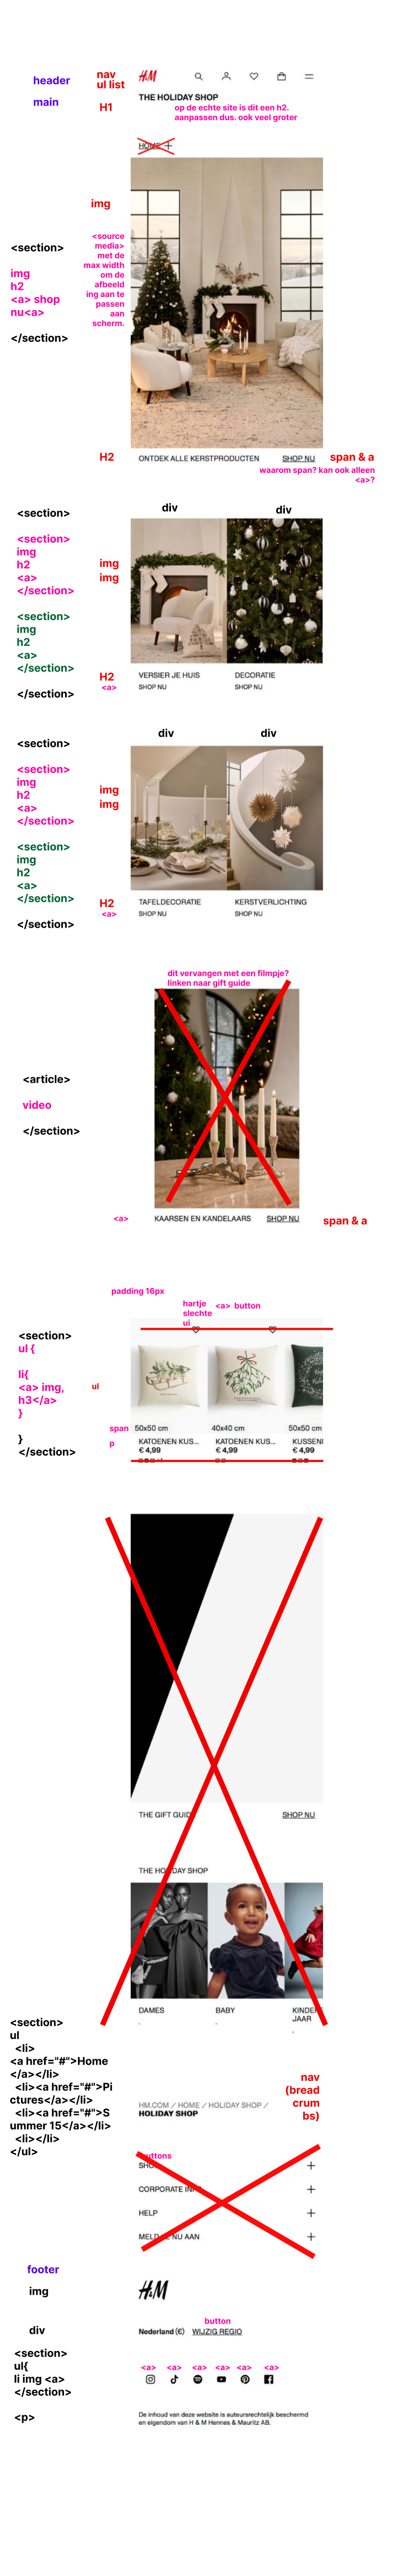 header
nav
ul list
H&M
main
H1
THE HOLIDAY SHOP
op de echte site is dit een h2.
aanpassen dus. ook veel groter
HOME
img
<source
media>
met de
max width
om de
afbeeld
ing aan te
passen
aan
scherm.
<section>
img
h2
<a> shop
nu<a>
</section>
H2
ONTDEK ALLE KERSTPRODUCTEN
SHOP NU
span & a
waarom span? kan ook alleen
<a>?
<section>
<section>
img
h2
<a>
</section>
<section>
img
h2
<a>
</section>
</section>
div
div
img
img
H2
<a>
VERSIER JE HUIS
SHOP NU
DECORATIE
SHOP NU
<section>
<section>
img
h2
<a>
</section>
<section>
img
h2
<a>
</section>
</section>
div
div
img
img
H2
<a>
TAFELDECORATIE
SHOP NU
KERSTVERLICHTING
SHOP NU
dit vervangen met een filmpje?
linken naar gift guide
<article>
video
</section>
<a>
KAARSEN EN KANDELAARS
SHOP NU
span & a
padding 16px
hartje
slechte
ui
<a> button
<section>
ul {
li{
<a> img,
h3</a>
}
}
</section>
ul
span
p
50x50 cm
40x40 cm
50x50 cm
KATOENEN KUS...
KATOENEN KUS...
KUSSEN
€ 4,99
€ 4,99
€ 4,99
THE GIFT GUIDE
SHOP NU
THE HOLIDAY SHOP
DAMES
BABY
KINDE
JAAR
<section>
ul
<li>
<a href="#">Home
</a></li>
<li><a href="#">Pi
ctures</a></li>
<li><a href="#">S
ummer 15</a></li>
<li></li>
</ul>
nav
(bread
crum
bs)
HM.COM / HOME / HOLIDAY SHOP /
HOLIDAY SHOP
buttons
SHOP
CORPORATE INFO
HELP
MELD JE NU AAN
footer
img
H&M
div
button
Nederland (€)
WIJZIG REGIO
<section>
ul{
li img <a>
</section>
<a> <a> <a> <a> <a> <a>
<p>
De inhoud van deze website is auteursrechtelijk beschermd
en eigendom van H & M Hennes & Mauritz AB.